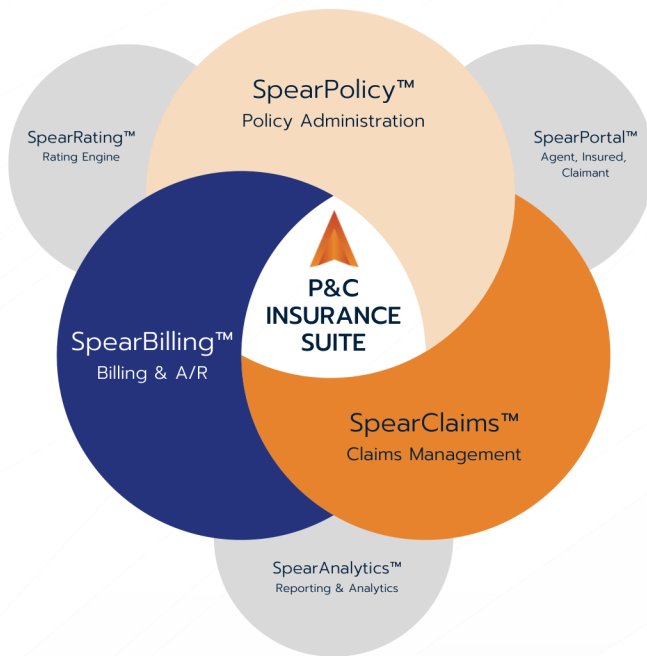 SpearPolicy™
Policy Administration
SpearRating™
Rating Engine
SpearPortal™
Agent, Insured,
Claimant
P&C
INSURANCE
SUITE
SpearBilling™
Billing & A/R
SpearClaims™
Claims Management
SpearAnalytics™
Reporting & Analytics